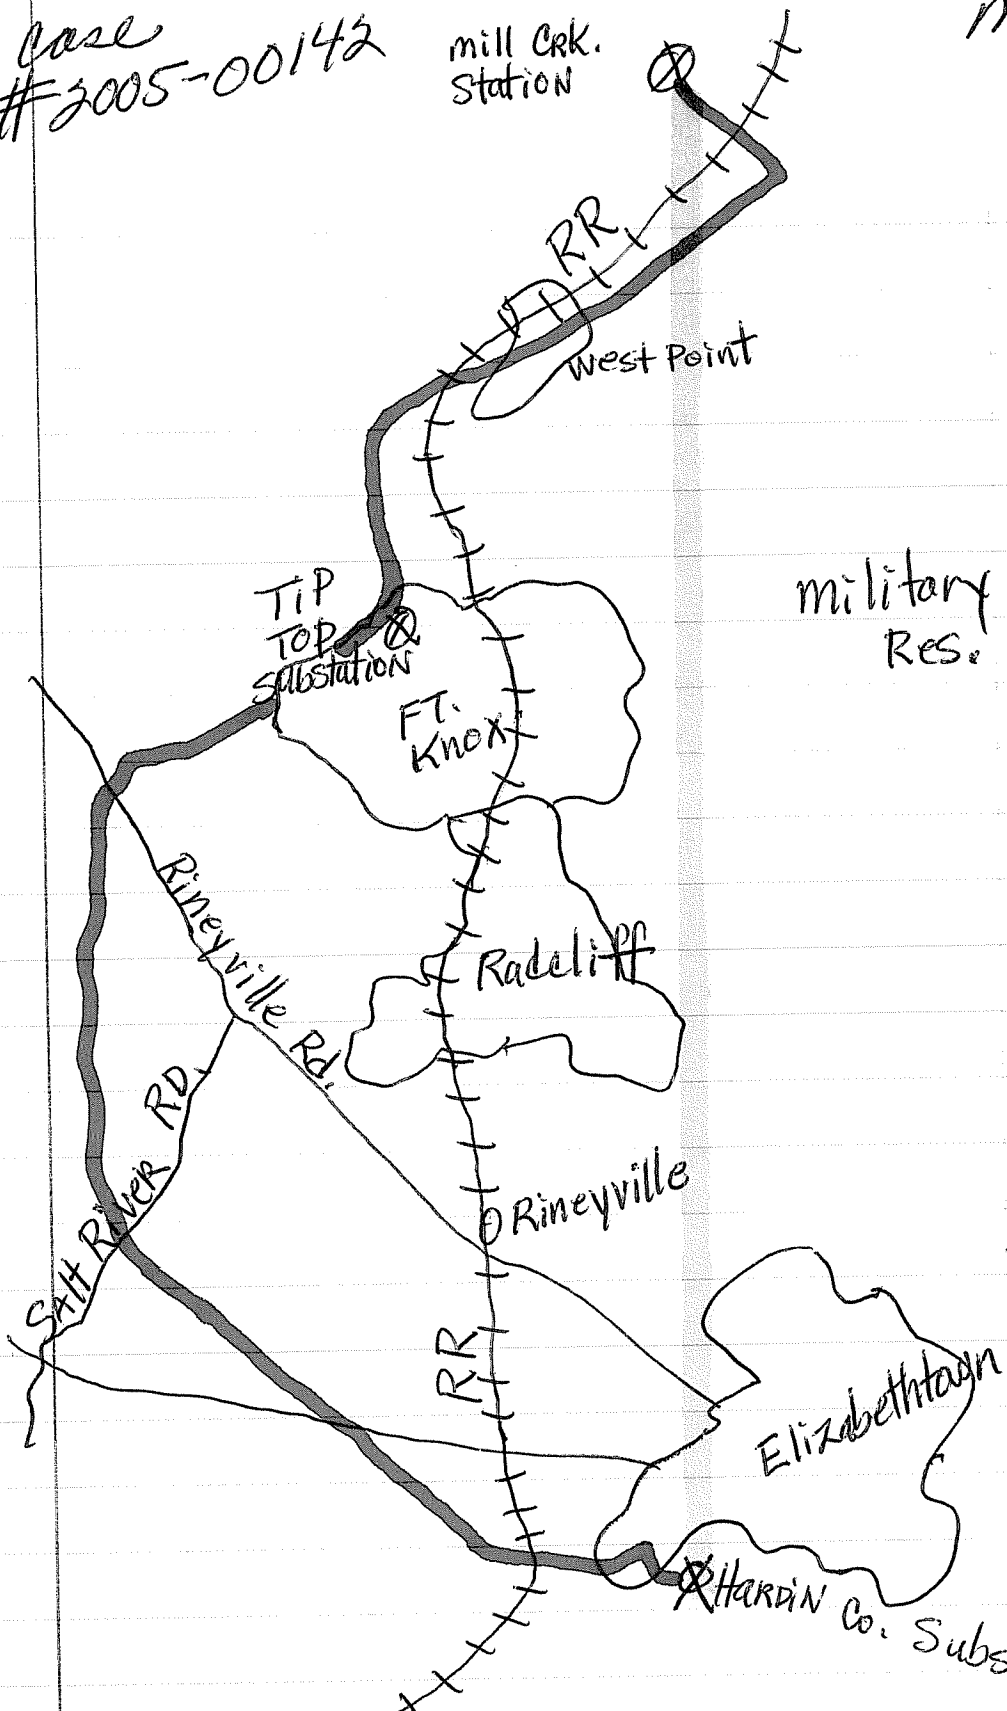 case
#2005-00142
mill CRK.
Station
RR
West Point
military
Res.
TiP
TOP
Substation
FT.
Knox
Rineyville Rd.
Radcliff
Salt River RD.
Rineyville
RR
Elizabethtown
HARDIN Co. Subs